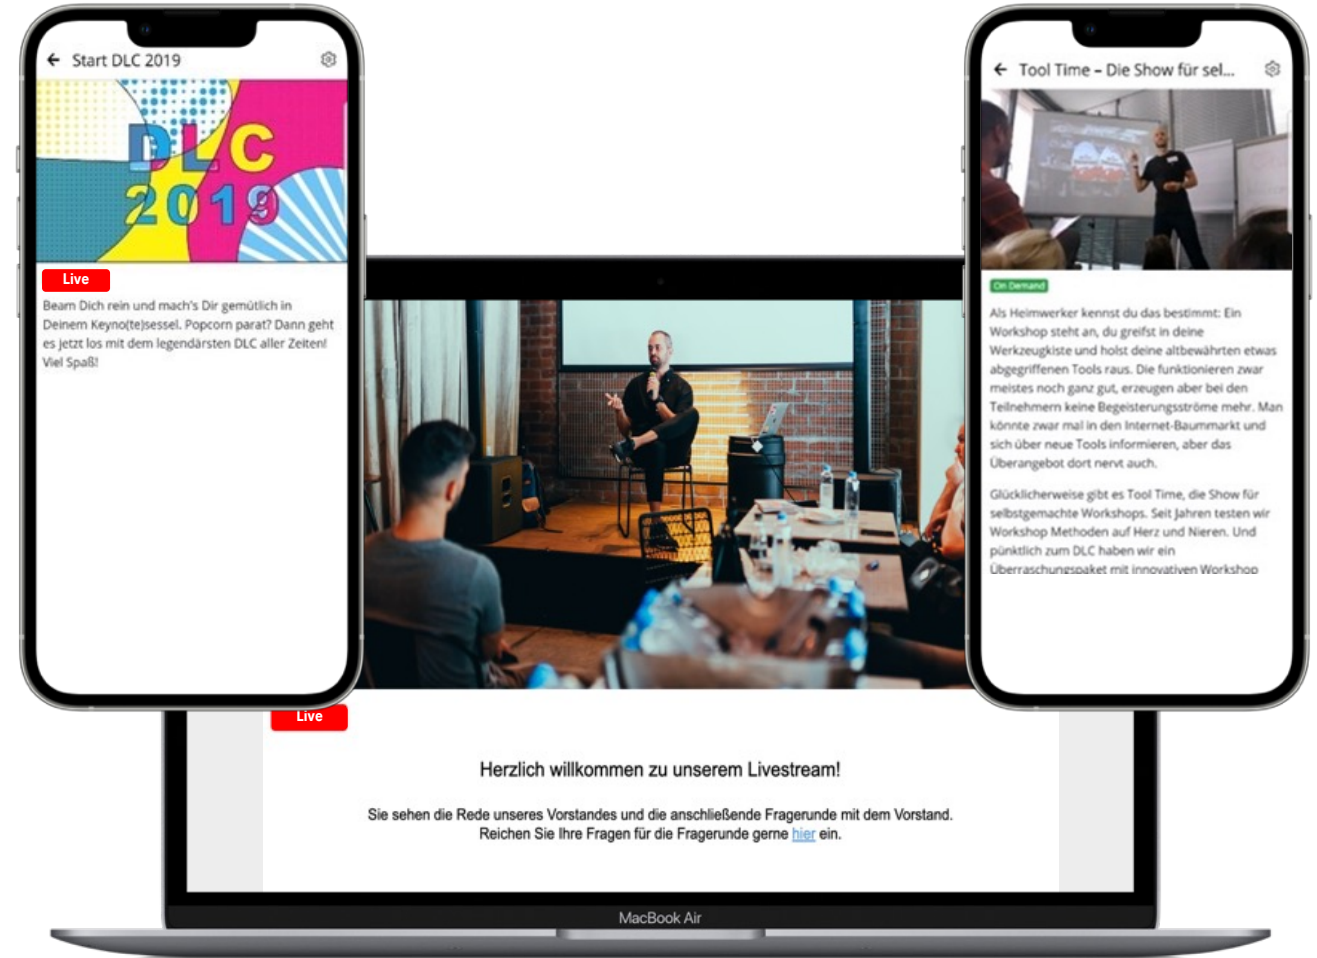 Start DLC 2019
DLC
2019
Live
Beam Dich rein und mach's Dir gemütlich in
Deinem Keyno(te)sessel. Popcorn parat? Dann geht
es jetzt los mit dem legendärsten DLC aller Zeiten!
Viel Spaß!
Tool Time – Die Show für sel...
On Demand
Als Heimwerker kennst du das bestimmt: Ein
Workshop steht an, du greifst in deine
Werkzeugkiste und holst deine altbewährten etwas
abgegriffenen Tools raus. Die funktionieren zwar
meistes noch ganz gut, erzeugen aber bei den
Teilnehmern keine Begeisterungsströme mehr. Man
könnte zwar mal in den Internet-Baummarkt und
sich über neue Tools informieren, aber das
Überangebot dort nervt auch.
Glücklicherweise gibt es Tool Time, die Show für
selbstgemachte Workshops. Seit Jahren testen wir
Workshop Methoden auf Herz und Nieren. Und
pünktlich zum DLC haben wir ein
Überraschungspaket mit innovativen Workshop
Live
Herzlich willkommen zu unserem Livestream!
Sie sehen die Rede unseres Vorstandes und die anschließende Fragerunde mit dem Vorstand.
Reichen Sie Ihre Fragen für die Fragerunde gerne hier ein.
MacBook Air